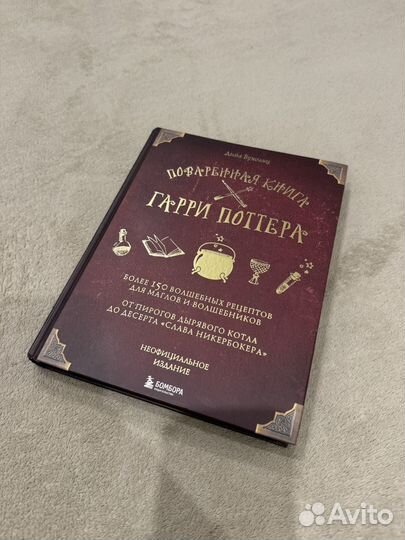 Дина Бухольц
ПОВАРЕННАЯ КНИГА
ГАРРИ ПОТТЕРА
БОЛЕЕ 150 ВОЛШЕБНЫХ РЕЦЕПТОВ
ДЛЯ МАГЛОВ И ВОЛШЕБНИКОВ
ОТ ПИРОГОВ ДЫРЯВОГО КОТЛА
ДО ДЕСЕРТА «СЛАВА НИКЕРБОКЕРА»
НЕОФИЦИАЛЬНОЕ
ИЗДАНИЕ
БОМБОРА
Avito